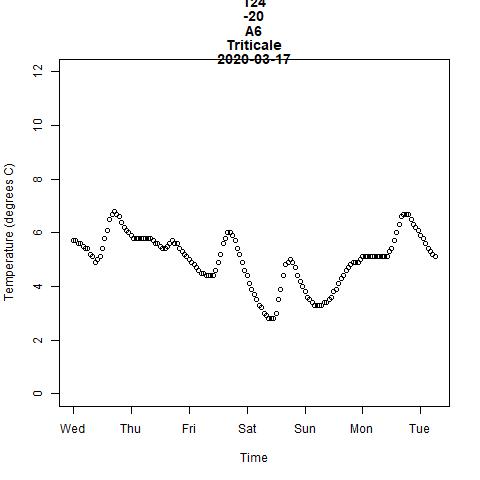 124
-20
A6
Triticale
2020-03-17
Temperature (degrees C)
12
10
8
6
4
2
0
Wed Thu Fri Sat Sun Mon Tue
Time